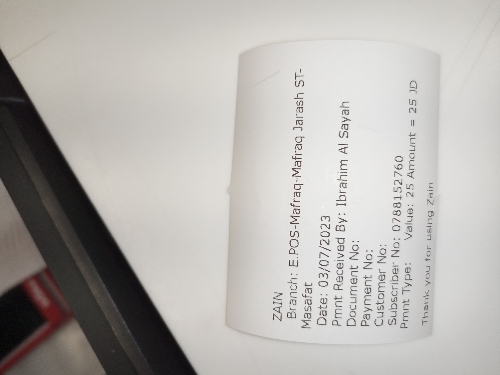 ZAIN
Branch: E.POS-Mafraq-Mafraq Jarash ST-
Masafat
Date: 03/07/2023
Pmnt Received By: Ibrahim Al Sayah
Document No:
Payment No:
Customer No:
Subscriber No: 0788152760
Pmnt Type: Value: 25 Amount = 25 JD
Thank you for using Zain